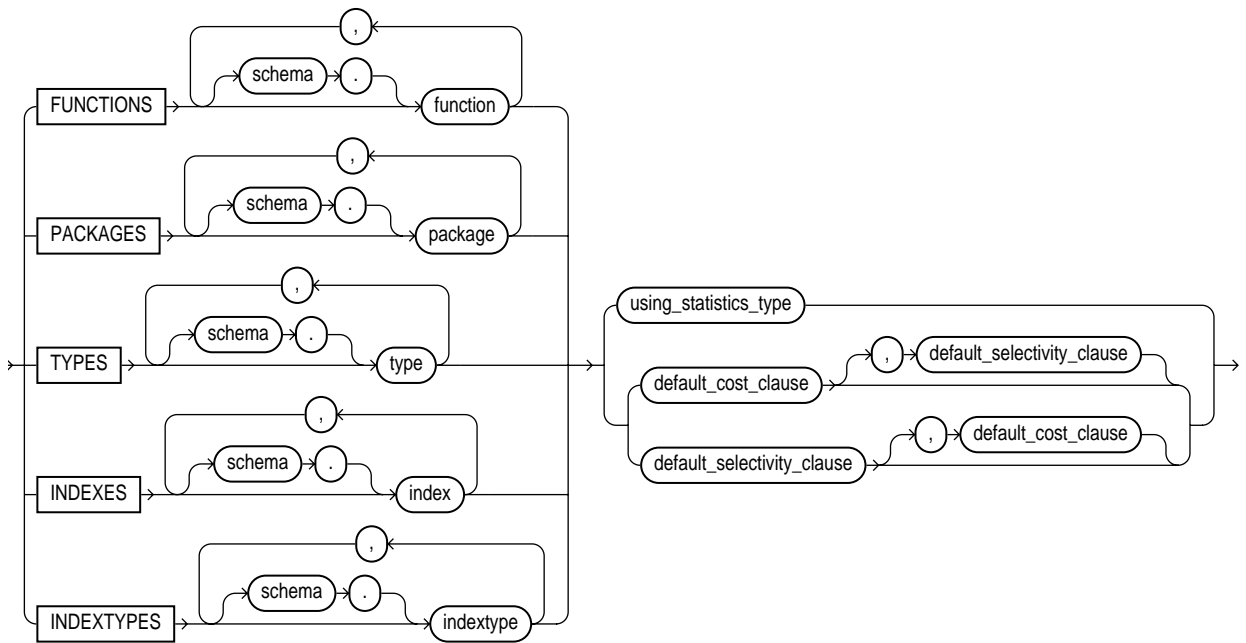 ,
schema .
FUNCTIONS function
,
schema .
PACKAGES package
,
schema .
TYPES type
,
schema .
INDEXES index
,
schema .
INDEXTYPES indextype
using_statistics_type
, default_selectivity_clause
default_cost_clause
, default_cost_clause
default_selectivity_clause